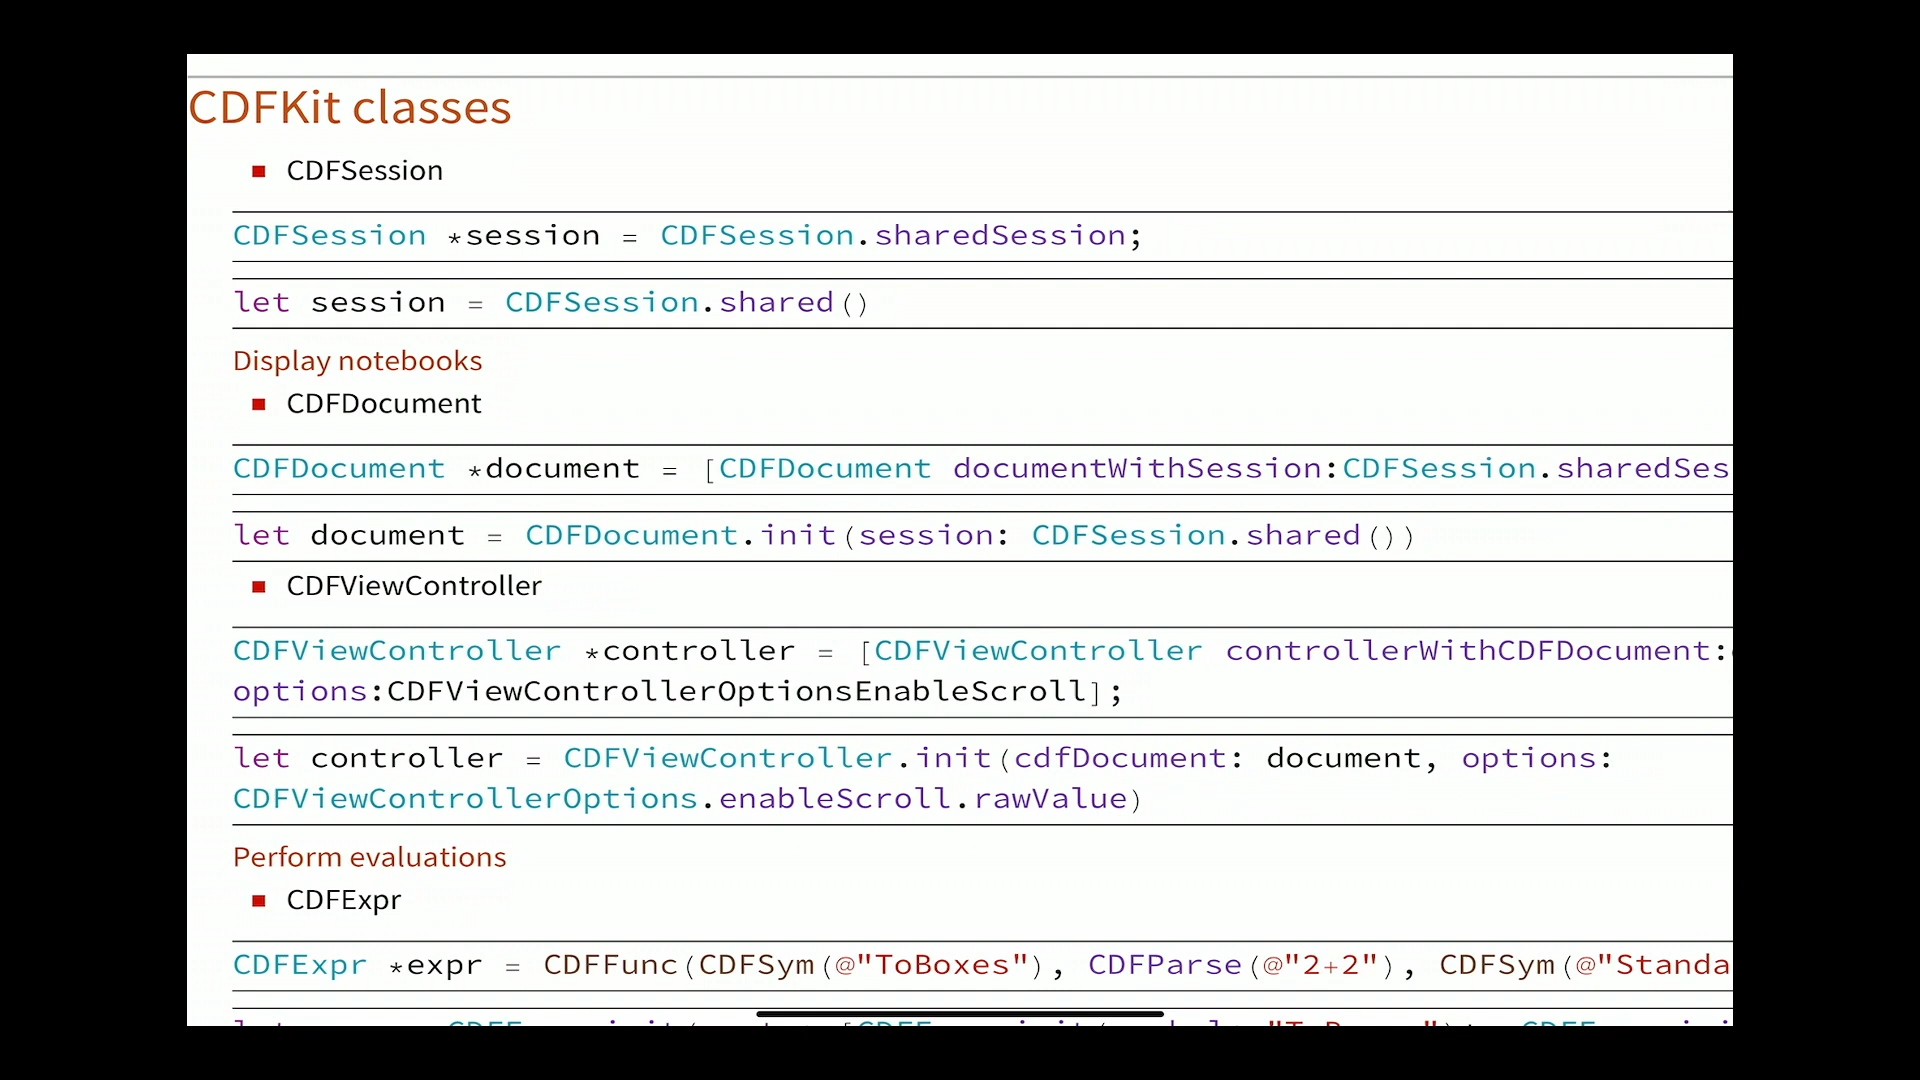 CDFKit classes
CDFSession
CDFSession *session = CDFSession.sharedSession;
let session = CDFSession.shared()
Display notebooks
CDFDocument
CDFDocument *document = [CDFDocument documentWithSession:CDFSession.sharedSes
let document = CDFDocument.init(session: CDFSession.shared())
CDFViewController
CDFViewController *controller = [CDFViewController controllerWithCDFDocument:
options:CDFViewControllerOptionsEnableScroll];
let controller = CDFViewController.init(cdfDocument: document, options:
CDFViewControllerOptions.enableScroll.rawValue)
Perform evaluations
CDFExpr
CDFExpr *expr = CDFFunc(CDFSym(@"ToBoxes"), CDFParse(@"2+2"), CDFSym(@"Standa